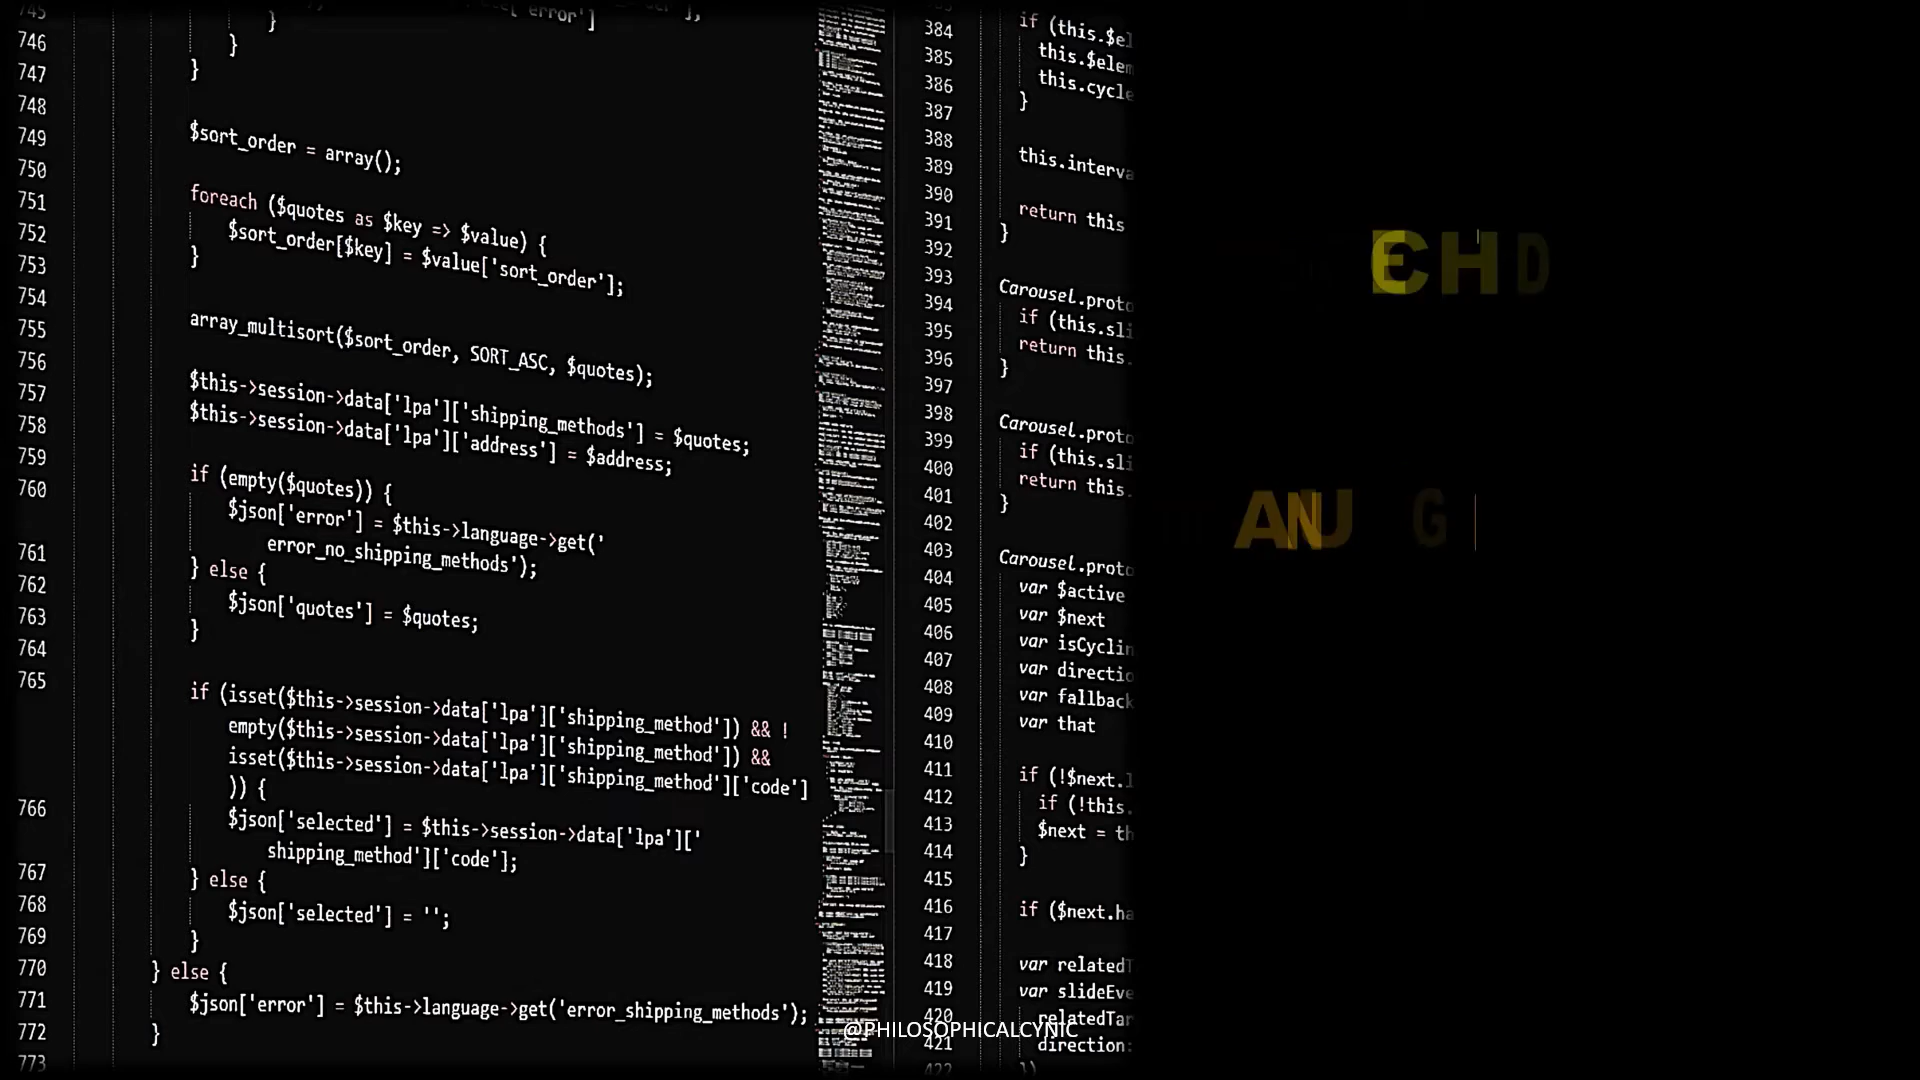 745
746 }
747 }
748
749 $sort_order = array();
750
751 foreach ($quotes as $key => $value) {
752 $sort_order[$key] = $value['sort_order'];
753 }
754
755 array_multisort($sort_order, SORT_ASC, $quotes);
756
757 $this->session->data['lpa']['shipping_methods'] = $quotes;
758 $this->session->data['lpa']['address'] = $address;
759
760 if (empty($quotes)) {
$json['error'] = $this->language->get('
error_no_shipping_methods');
761 } else {
762 $json['quotes'] = $quotes;
763 }
764
765 if (isset($this->session->data['lpa']['shipping_method']) && !
empty($this->session->data['lpa']['shipping_method']) &&
isset($this->session->data['lpa']['shipping_method']['code']
)) {
766 $json['selected'] = $this->session->data['lpa']['
shipping_method']['code'];
767 } else {
768 $json['selected'] = '';
769 }
770 } else {
771 $json['error'] = $this->language->get('error_shipping_methods');
772 }
773
384 if (this.$el
385 this.$elem
386 this.cycle
387 }
388
389 this.interva
390
391 return this
392 }
393
394 Carousel.proto
395 if (this.sli
396 return this.
397 }
398
399 Carousel.proto
400 if (this.sli
401 return this.
402 }
403
404 Carousel.proto
405 var $active
406 var $next
407 var isCyclin
408 var directio
409 var fallback
410 var that
411
412 if (!$next.l
413 if (!this.
414 $next = th
415 }
416
417 if ($next.ha
418
419 var relatedT
420 var slideEve
421 relatedTar
422 direction:
@PHILOSOPHICALCYNIC